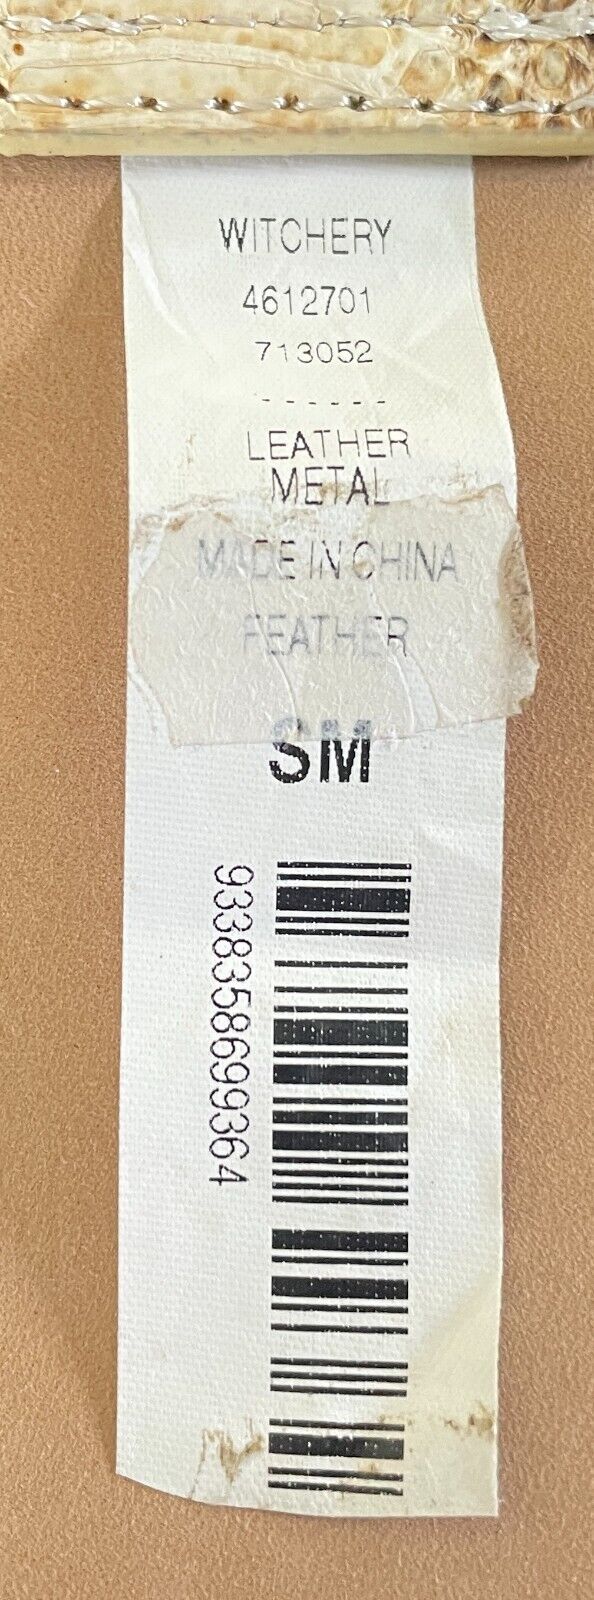 WITCHERY
4612701
713052
------
LEATHER
METAL
MADE IN CHINA
FEATHER
SM
9338358699364